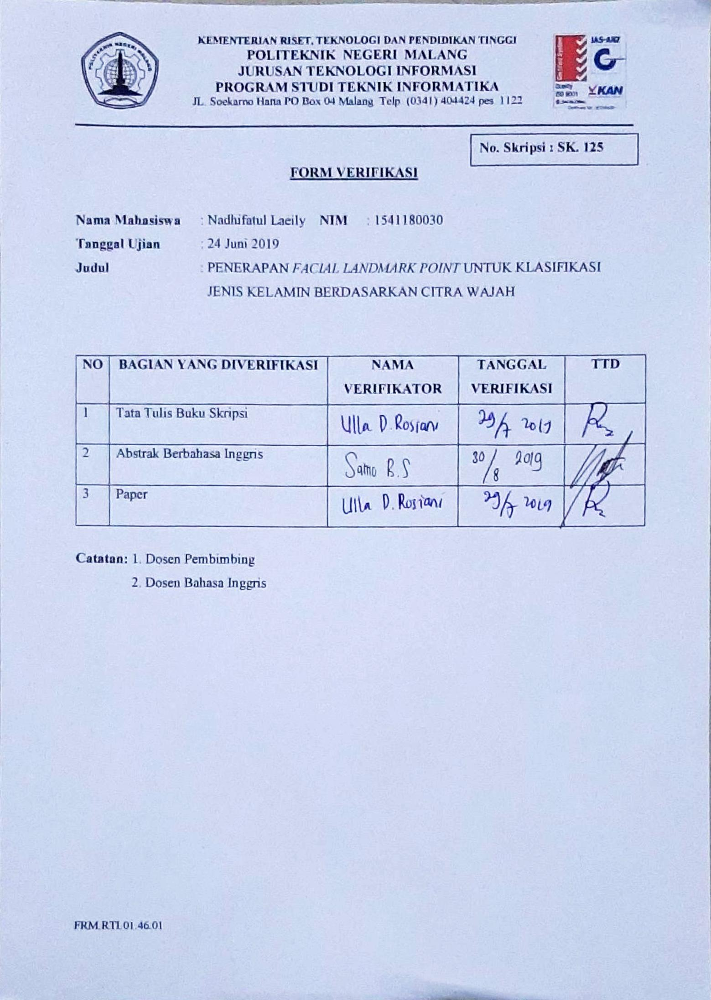 POLITEKNIK NEGERI MALANG
KEMENTERIAN RISET, TEKNOLOGI DAN PENDIDIKAN TINGGI
POLITEKNIK NEGERI MALANG
JURUSAN TEKNOLOGI INFORMASI
PROGRAM STUDI TEKNIK INFORMATIKA
JL. Soekarno Hatta PO Box 04 Malang Telp. (0341) 404424 pes 1122
JAS-ANZ
Quality
ISO 9001
KAN
No. Skripsi : SK. 125
FORM VERIFIKASI
Nama Mahasiswa : Nadhifatul Laeily NIM : 1541180030
Tanggal Ujian : 24 Juni 2019
Judul : PENERAPAN FACIAL LANDMARK POINT UNTUK KLASIFIKASI
JENIS KELAMIN BERDASARKAN CITRA WAJAH
NO BAGIAN YANG DIVERIFIKASI NAMA VERIFIKATOR TANGGAL VERIFIKASI TTD
1 Tata Tulis Buku Skripsi Ulla D. Rosiani 29/7 2019
2 Abstrak Berbahasa Inggris B.S 30/8 2019
3 Paper Ulla D. Rosiani 29/7 2019
Catatan: 1. Dosen Pembimbing
2. Dosen Bahasa Inggris
FRM.RTI.01.46.01